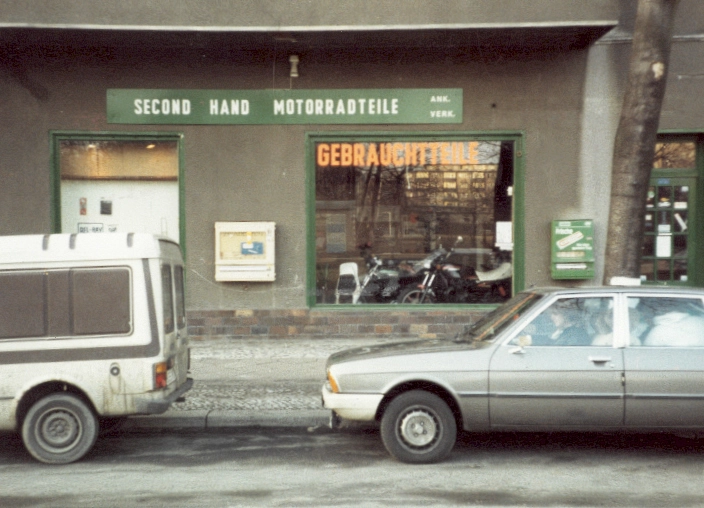 SECOND HAND MOTORRADTEILE
ANK.
VERK.
GEBRAUCHTTEILE